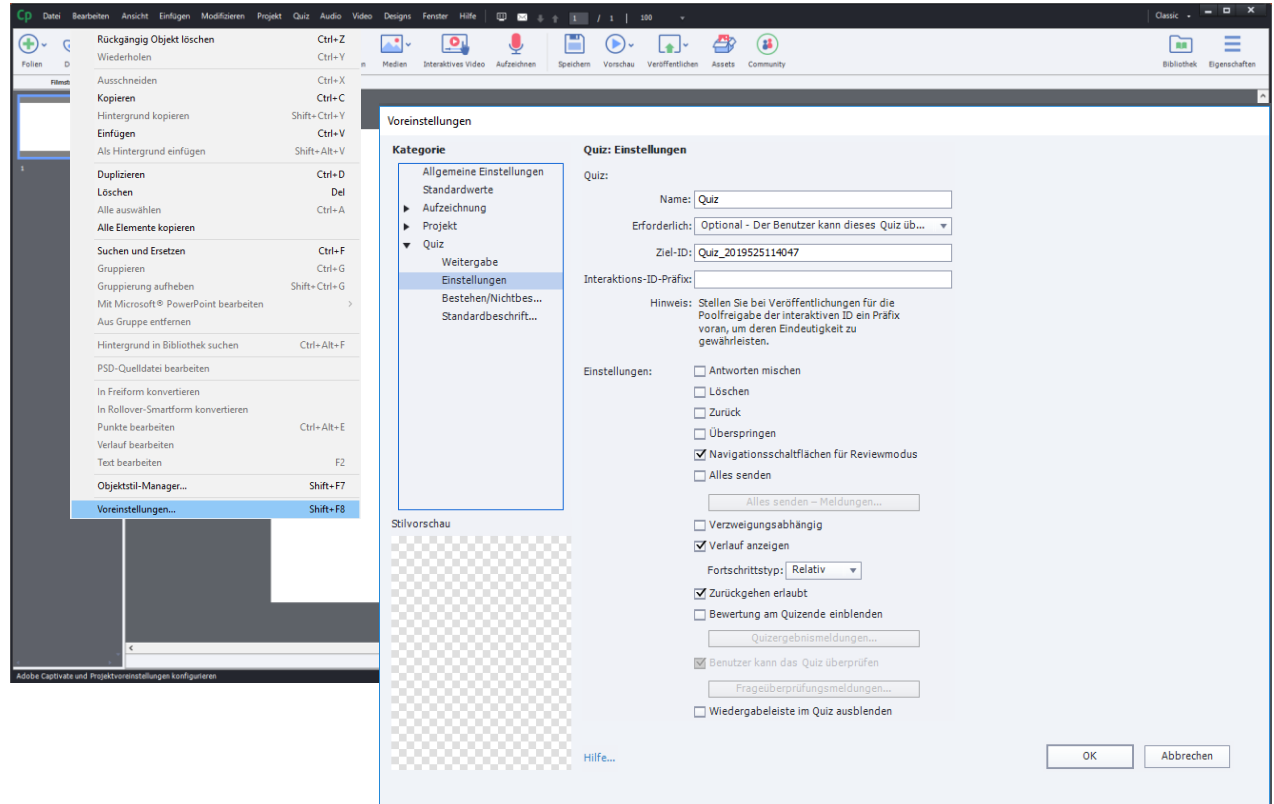 Cp Datei Bearbeiten Ansicht Einfügen Modifizieren Projekt Quiz Audio Video Designs Fenster Hilfe 1 / 1 100 Classic
Folien
D
n
Medien
Interaktives Video
Aufzeichnen
Speichern
Vorschau
Veröffentlichen
Assets
Community
Bibliothek
Eigenschaften
Filmst
1
Rückgängig Objekt löschen Ctrl+Z
Wiederholen Ctrl+Y
Ausschneiden Ctrl+X
Kopieren Ctrl+C
Hintergrund kopieren Shift+Ctrl+Y
Einfügen Ctrl+V
Als Hintergrund einfügen Shift+Alt+V
Duplizieren Ctrl+D
Löschen Del
Alle auswählen Ctrl+A
Alle Elemente kopieren
Suchen und Ersetzen Ctrl+F
Gruppieren Ctrl+G
Gruppierung aufheben Shift+Ctrl+G
Mit Microsoft® PowerPoint bearbeiten
Aus Gruppe entfernen
Hintergrund in Bibliothek suchen Ctrl+Alt+F
PSD-Quelldatei bearbeiten
In Freiform konvertieren
In Rollover-Smartform konvertieren
Punkte bearbeiten Ctrl+Alt+E
Verlauf bearbeiten
Text bearbeiten F2
Objektstil-Manager... Shift+F7
Voreinstellungen... Shift+F8
Adobe Captivate und Projektvoreinstellungen konfigurieren
Voreinstellungen
Kategorie
Allgemeine Einstellungen
Standardwerte
Aufzeichnung
Projekt
Quiz
Weitergabe
Einstellungen
Bestehen/Nichtbes...
Standardbeschrift...
Stilvorschau
Quiz: Einstellungen
Quiz:
Name: Quiz
Erforderlich: Optional - Der Benutzer kann dieses Quiz üb...
Ziel-ID: Quiz_2019525114047
Interaktions-ID-Präfix:
Hinweis: Stellen Sie bei Veröffentlichungen für die
Poolfreigabe der interaktiven ID ein Präfix
voran, um deren Eindeutigkeit zu
gewährleisten.
Einstellungen: Antworten mischen
Löschen
Zurück
Überspringen
Navigationsschaltflächen für Reviewmodus
Alles senden
Alles senden – Meldungen...
Verzweigungsabhängig
Verlauf anzeigen
Fortschrittstyp: Relativ
Zurückgehen erlaubt
Bewertung am Quizende einblenden
Quizergebnismeldungen...
Benutzer kann das Quiz überprüfen
Frageüberprüfungsmeldungen...
Wiedergabeleiste im Quiz ausblenden
Hilfe...
OK
Abbrechen